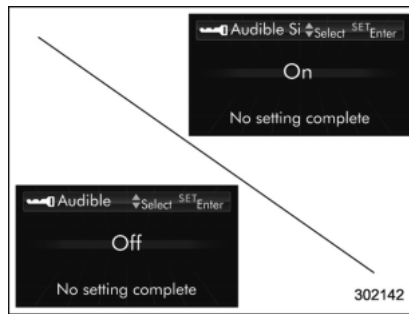 Audible Si Select SET Enter
On
No setting complete
Audible Select SET Enter
Off
No setting complete
302142